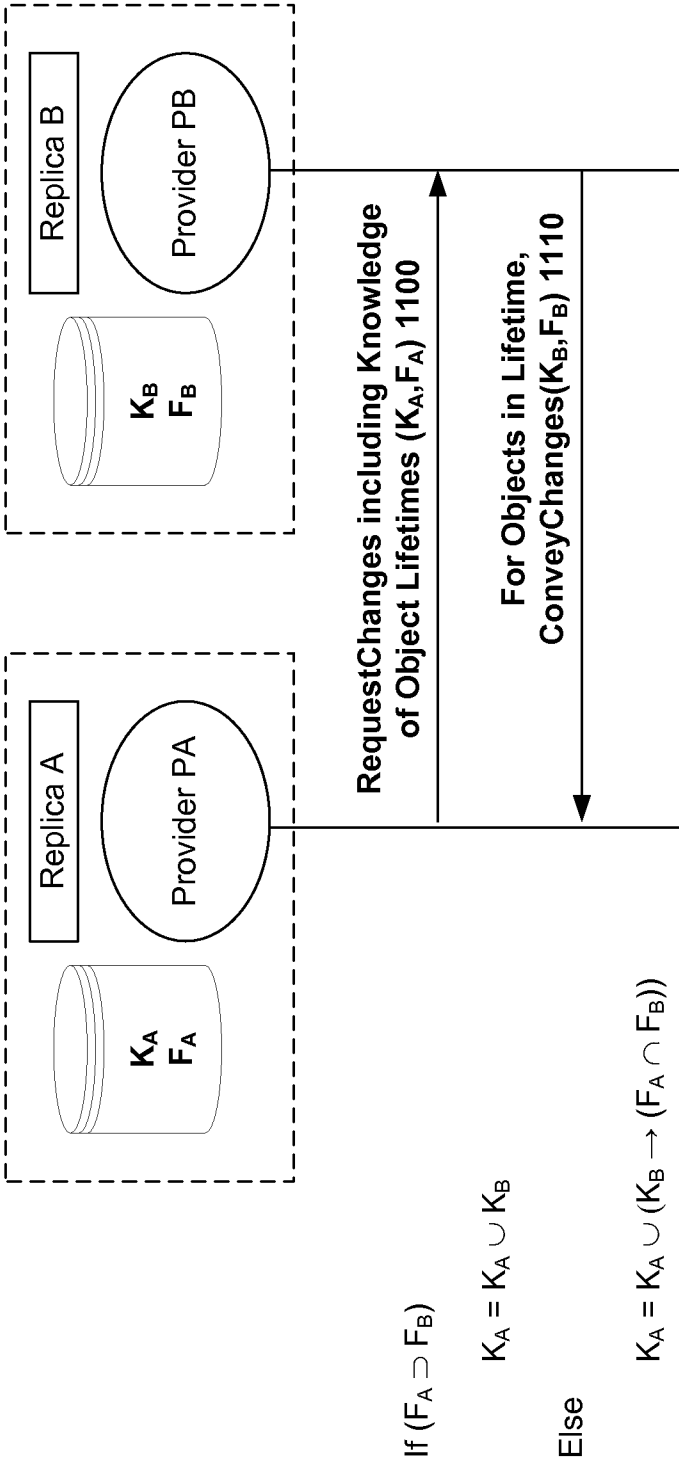 Replica A
Provider PA
K_A
F_A
Replica B
Provider PB
K_B
F_B
RequestChanges including Knowledge
of Object Lifetimes (K_A,F_A) 1100
For Objects in Lifetime,
ConveyChanges(K_B,F_B) 1110
If (F_A ⊃ F_B)
K_A = K_A ∪ K_B
Else
K_A = K_A ∪ (K_B → (F_A ∩ F_B))